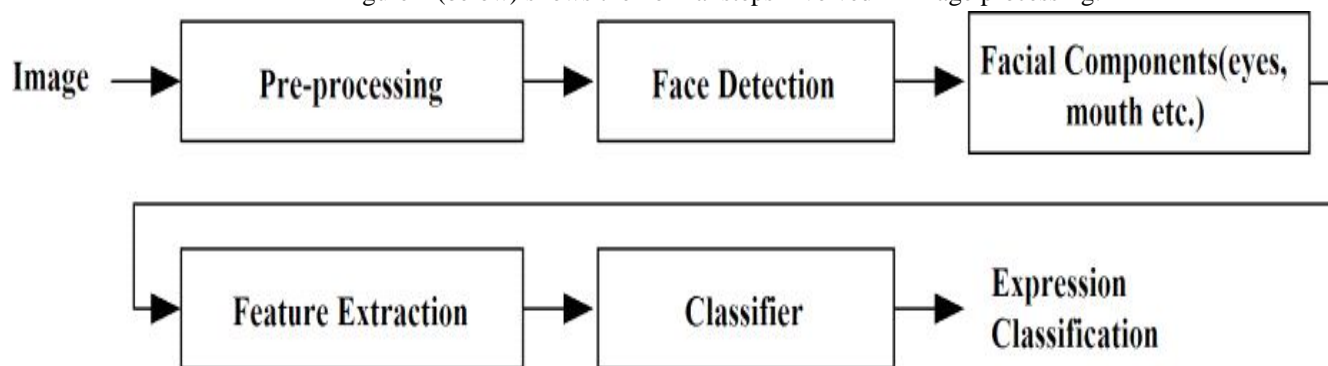 Image
Pre-processing
Face Detection
Facial Components(eyes,
mouth etc.)
Feature Extraction
Classifier
Expression
Classification